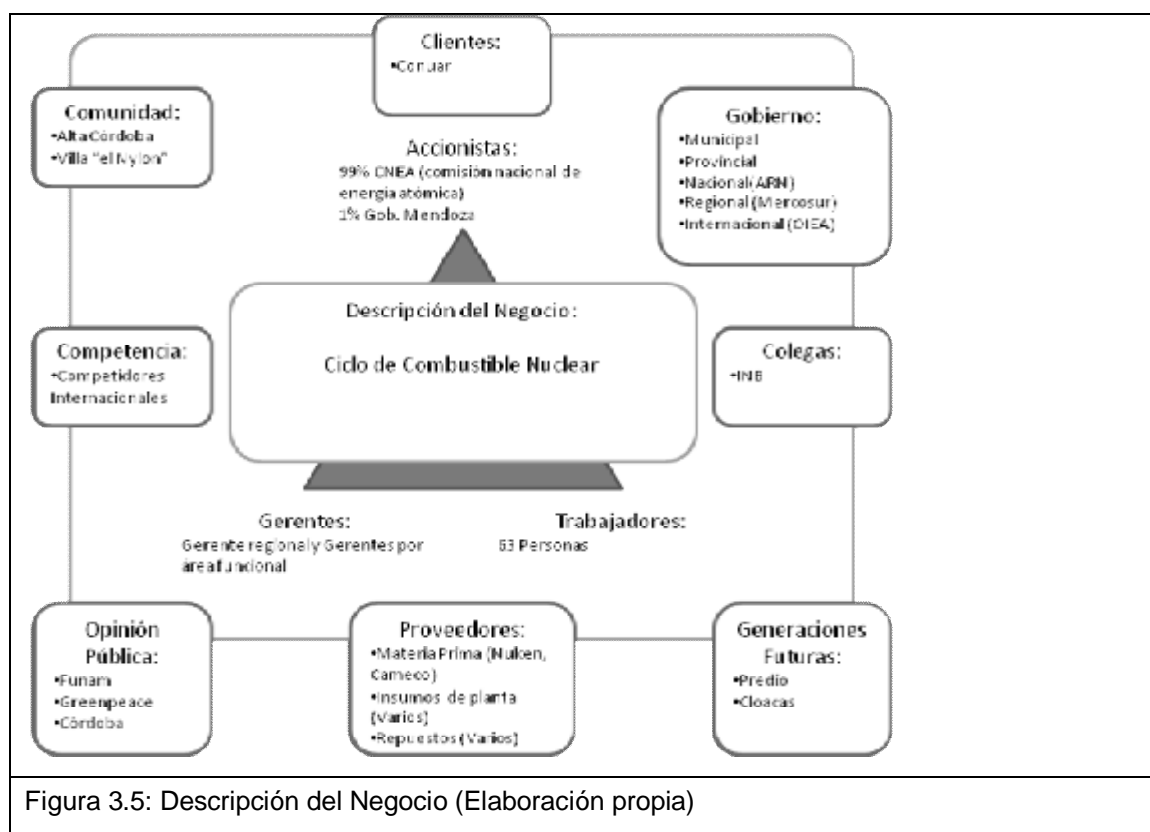 Clientes:
•Conuar
Comunidad:
•Alta Córdoba
•Villa "el Nylon"
Gobierno:
•Municipal
•Provincial
•Nacional (ARN)
•Regional (Mercosur)
•Internacional (OIEA)
Accionistas:
99% CNEA (comisión nacional de
energía atómica)
1% Gob. Mendoza
Descripción del Negocio:
Ciclo de Combustible Nuclear
Competencia:
•Competidores
Internacionales
Colegas:
•INB
Gerentes:
Gerente regional y Gerentes por
área funcional
Trabajadores:
63 Personas
Opinión
Pública:
•Funam
•Greenpeace
•Córdoba
Proveedores:
•Materia Prima (Nuken,
Cameco)
•Insumos de planta
(Varios)
•Repuestos (Varios)
Generaciones
Futuras:
•Predio
•Cloacas
Figura 3.5: Descripción del Negocio (Elaboración propia)